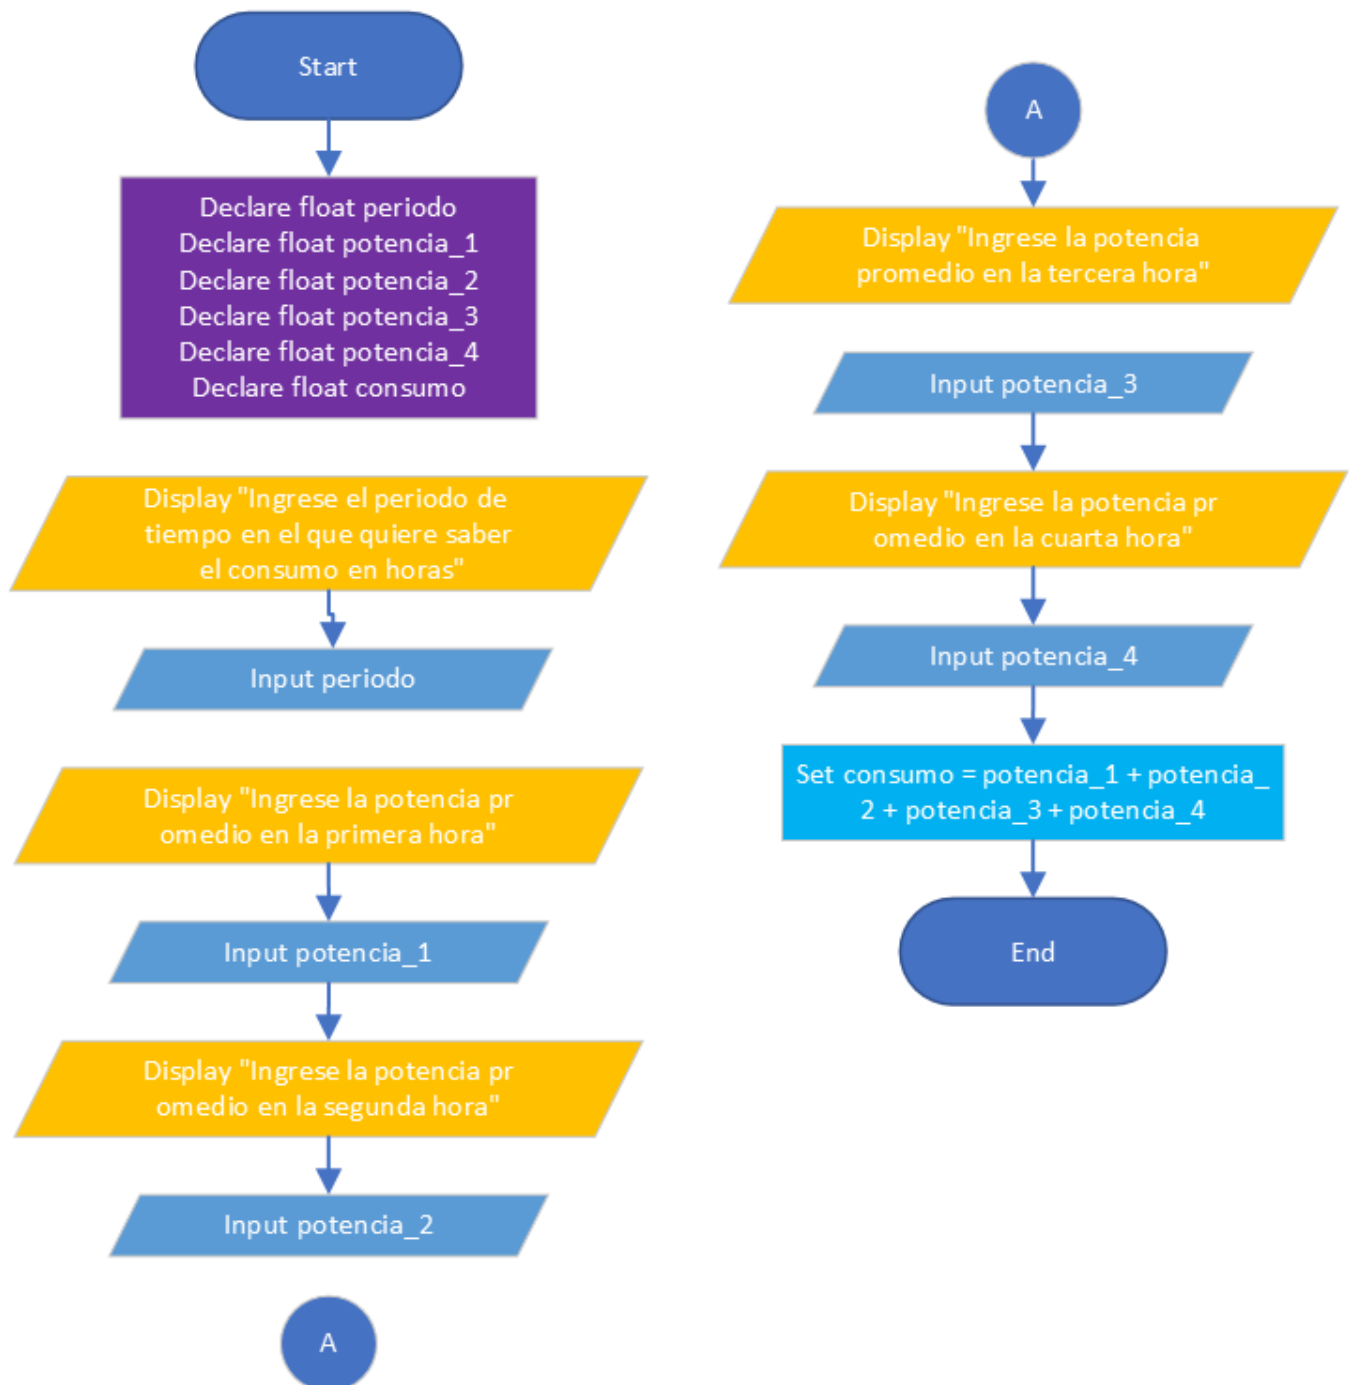 Start
Declare float periodo
Declare float potencia_1
Declare float potencia_2
Declare float potencia_3
Declare float potencia_4
Declare float consumo
Display "Ingrese el periodo de
tiempo en el que quiere saber
el consumo en horas"
Input periodo
Display "Ingrese la potencia pr
omedio en la primera hora"
Input potencia_1
Display "Ingrese la potencia pr
omedio en la segunda hora"
Input potencia_2
A
A
Display "Ingrese la potencia
promedio en la tercera hora"
Input potencia_3
Display "Ingrese la potencia pr
omedio en la cuarta hora"
Input potencia_4
Set consumo = potencia_1 + potencia_
2 + potencia_3 + potencia_4
End